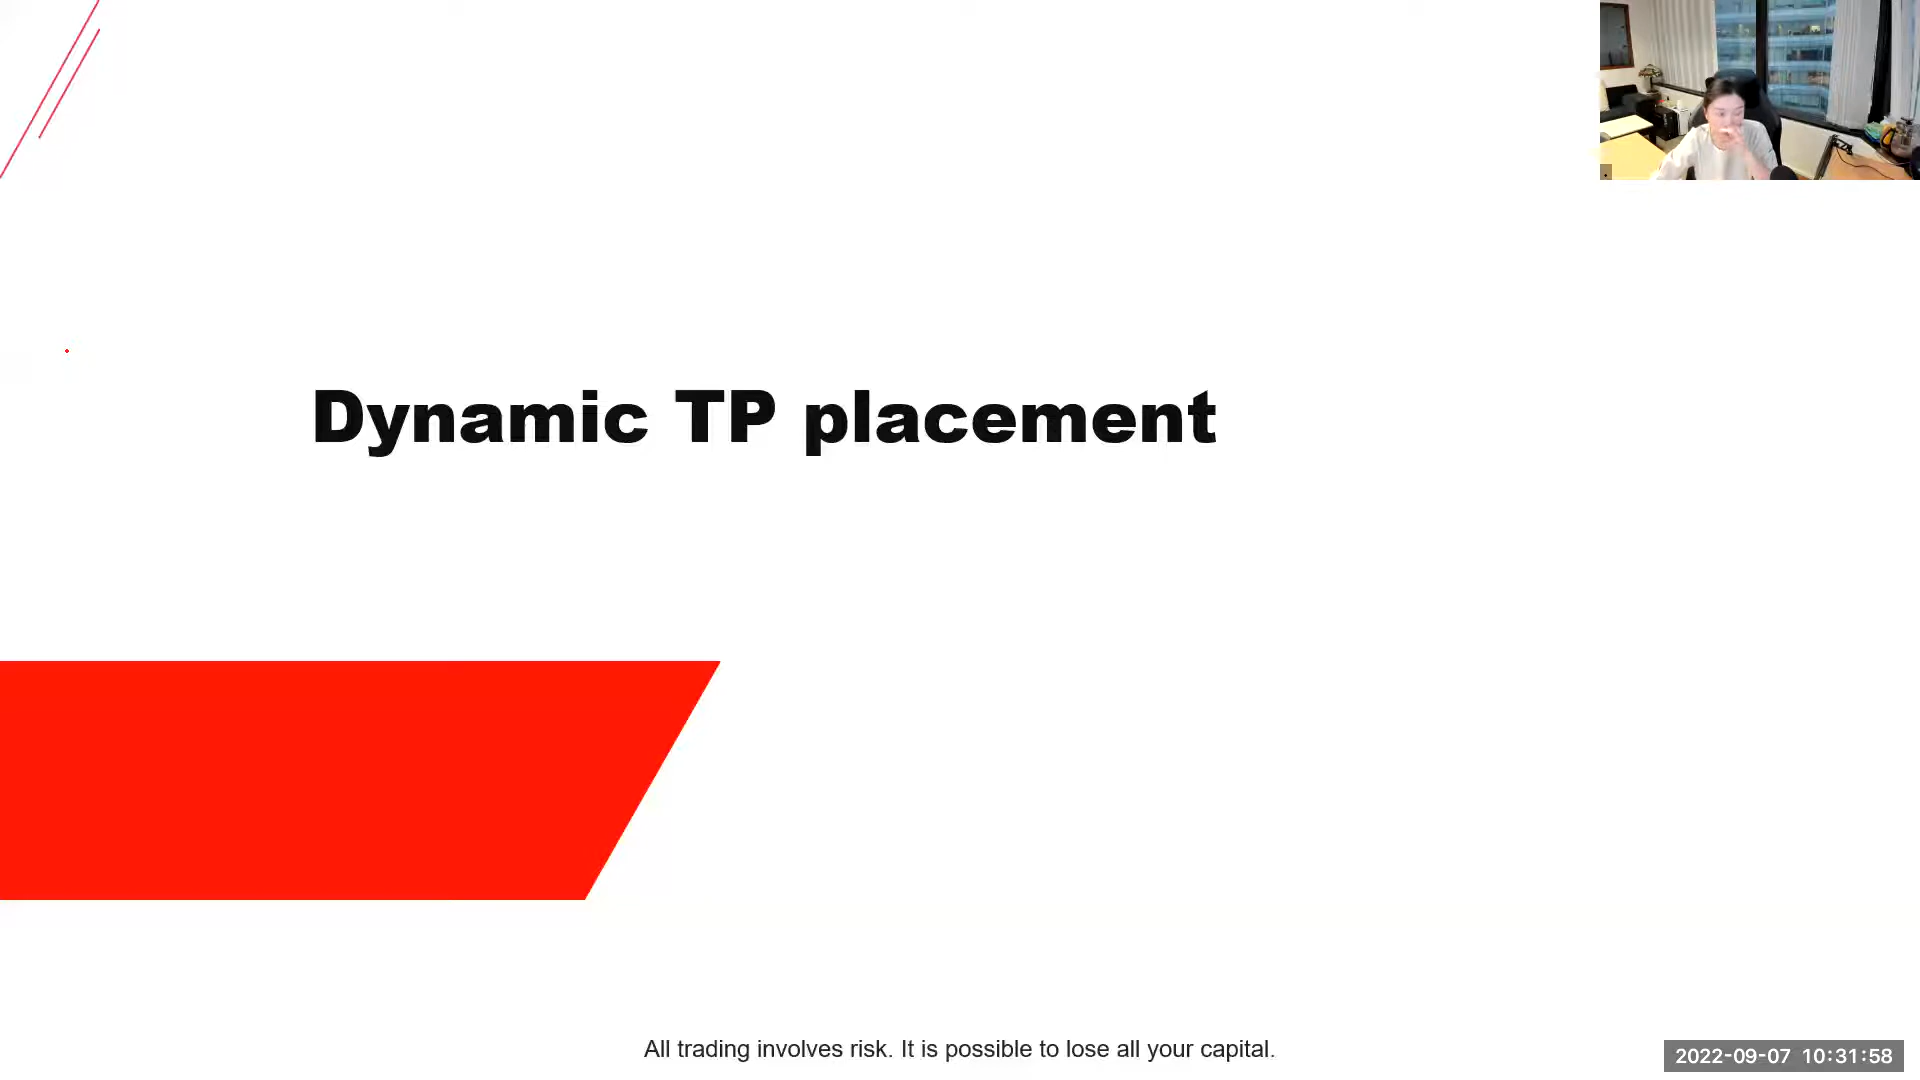 Dynamic TP placement
All trading involves risk. It is possible to lose all your capital.
2022-09-07 10:31:58